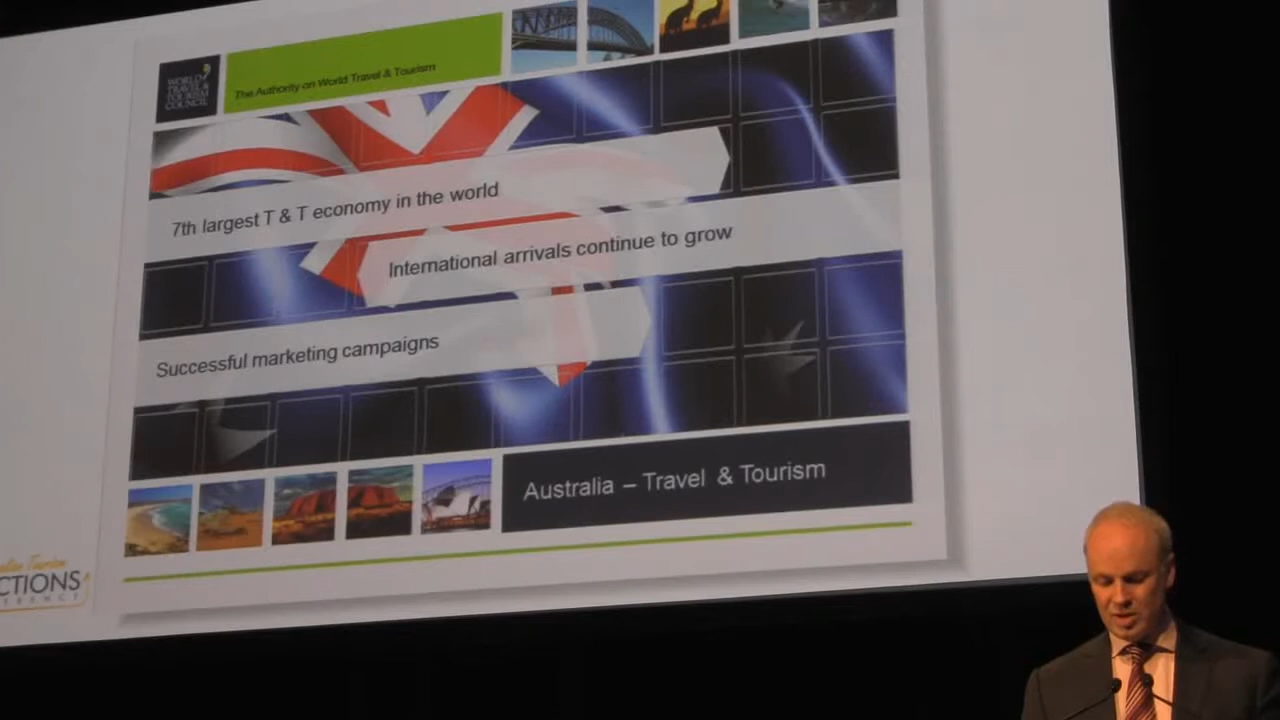 WORLD
TRAVEL &
TOURISM
COUNCIL
The Authority on World Travel & Tourism
7th largest T & T economy in the world
International arrivals continue to grow
Successful marketing campaigns
Australia – Travel & Tourism
Tourism
CTIONS